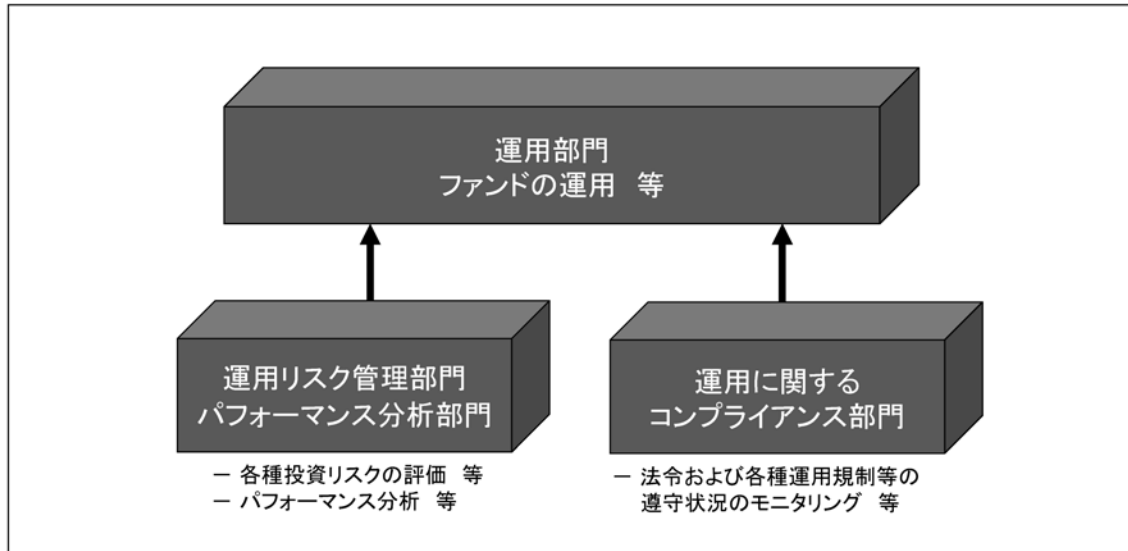 運用部門
ファンドの運用 等
運用リスク管理部門
パフォーマンス分析部門
－ 各種投資リスクの評価 等
－ パフォーマンス分析 等
運用に関する
コンプライアンス部門
－ 法令および各種運用規制等の
遵守状況のモニタリング 等